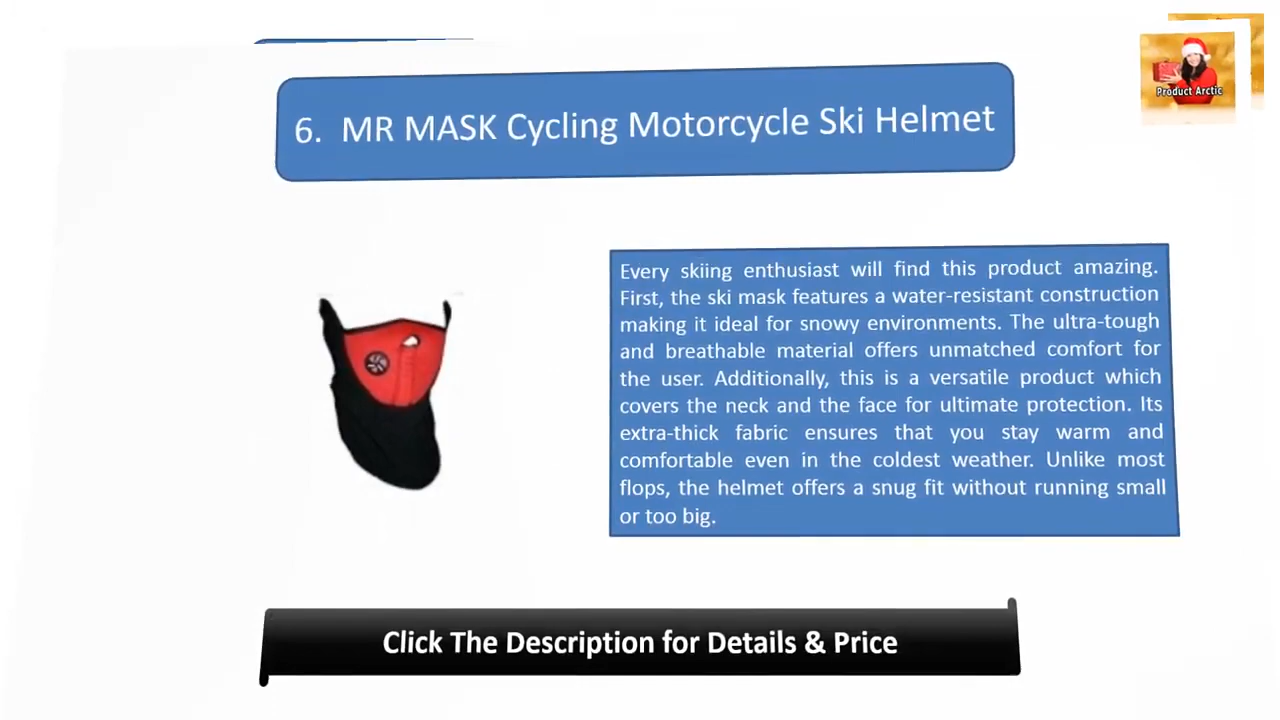 Product Arctic
6. MR MASK Cycling Motorcycle Ski Helmet
Every skiing enthusiast will find this product amazing.
First, the ski mask features a water-resistant construction
making it ideal for snowy environments. The ultra-tough
and breathable material offers unmatched comfort for
the user. Additionally, this is a versatile product which
covers the neck and the face for ultimate protection. Its
extra-thick fabric ensures that you stay warm and
comfortable even in the coldest weather. Unlike most
flops, the helmet offers a snug fit without running small
or too big.
Click The Description for Details & Price